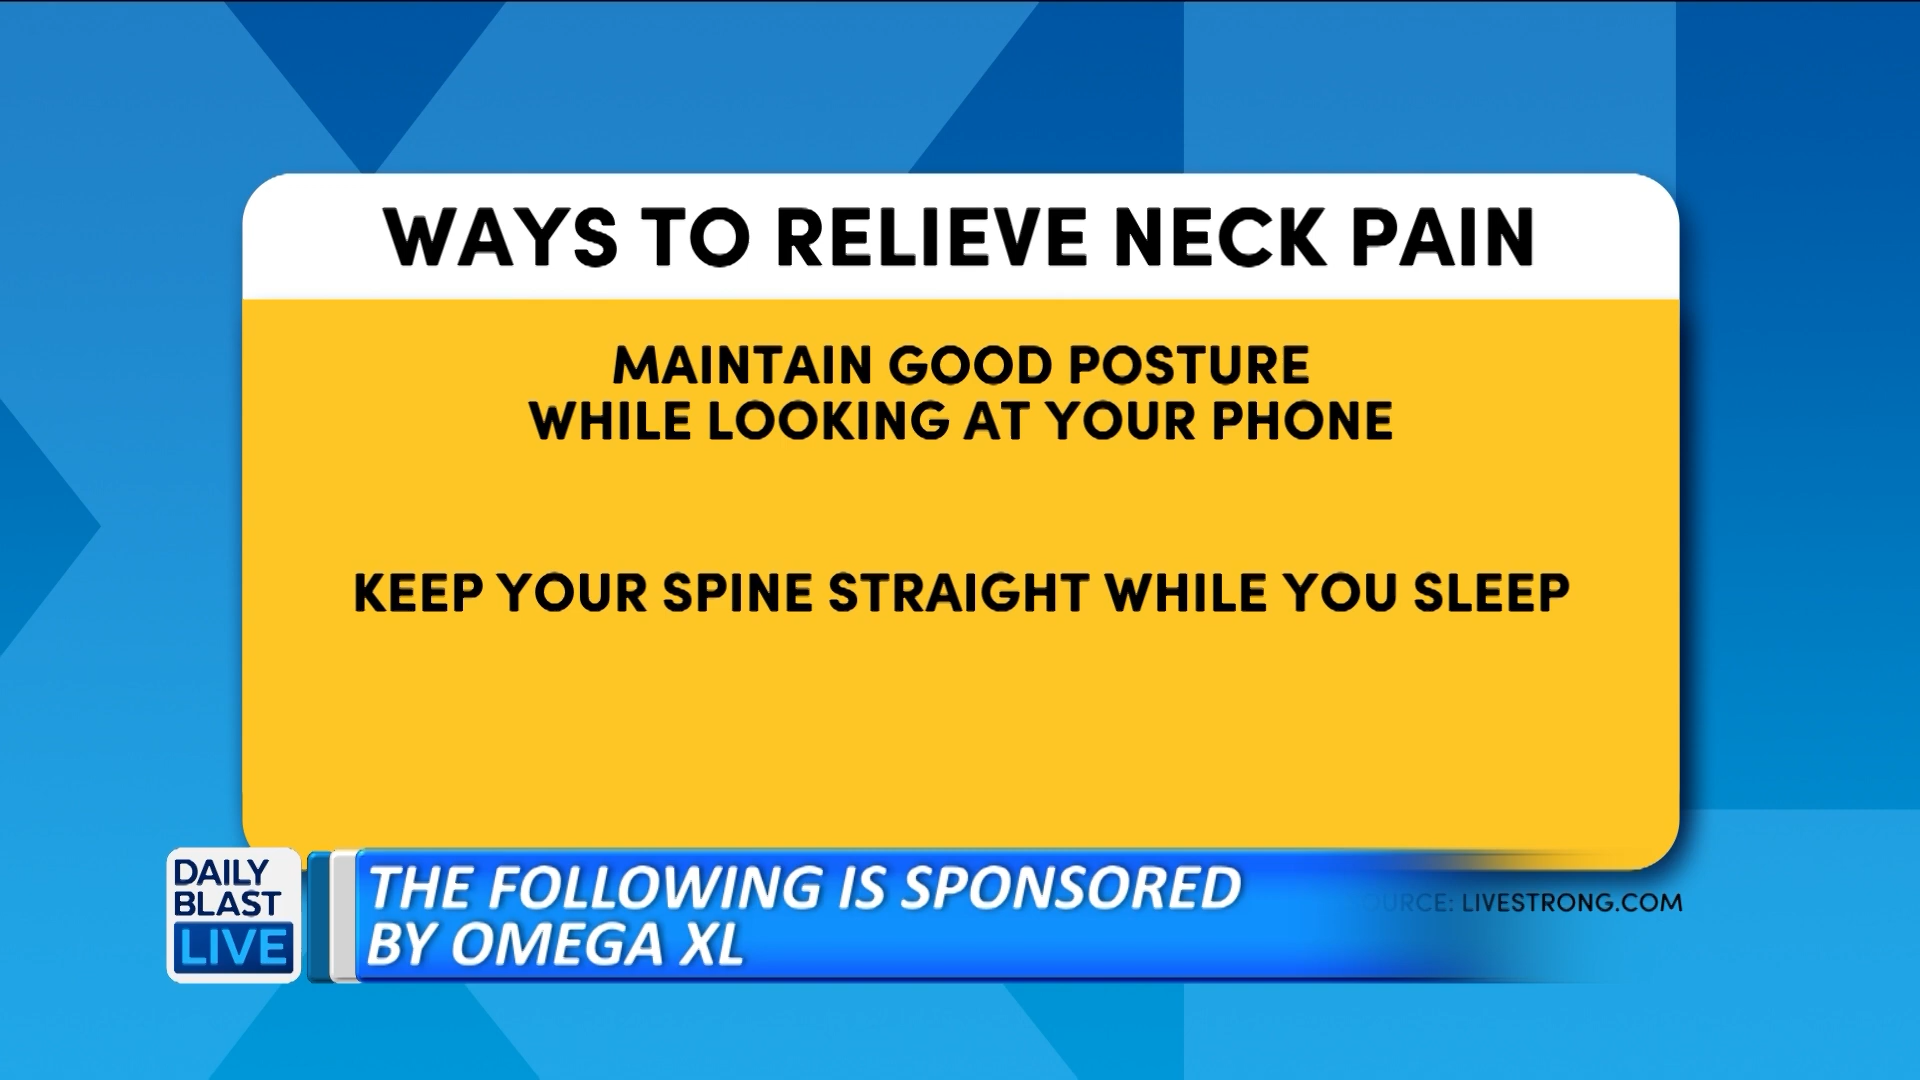 WAYS TO RELIEVE NECK PAIN
MAINTAIN GOOD POSTURE
WHILE LOOKING AT YOUR PHONE
KEEP YOUR SPINE STRAIGHT WHILE YOU SLEEP
DAILY
BLAST
LIVE
THE FOLLOWING IS SPONSORED
BY OMEGA XL
LIVESTRONG.COM